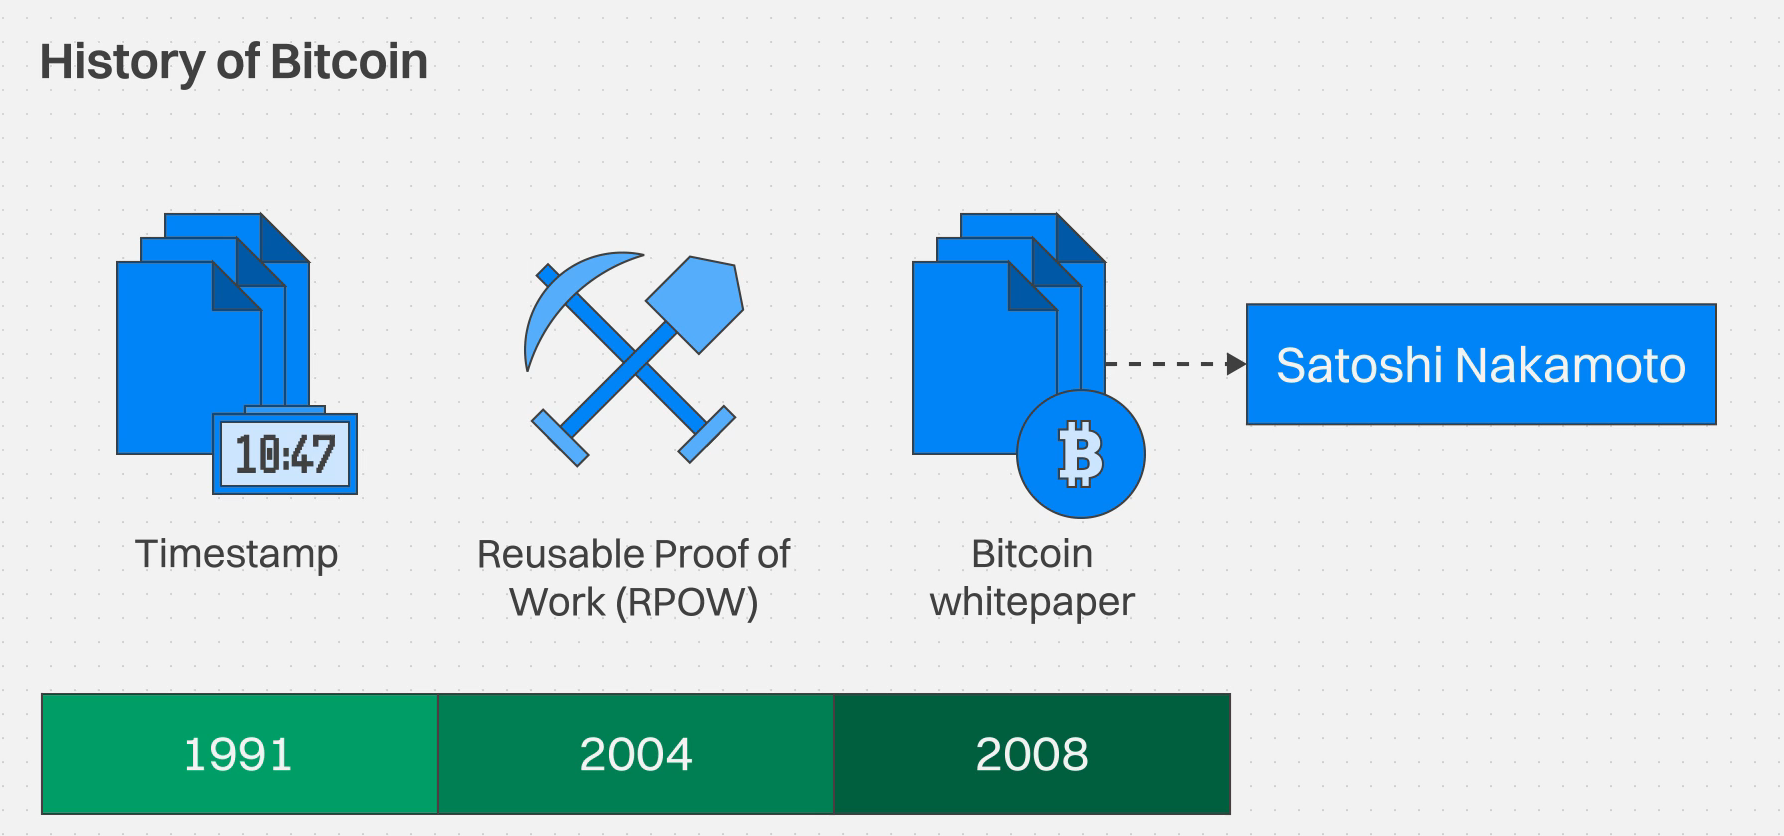 History of Bitcoin
10:47
₿
Satoshi Nakamoto
Timestamp
Reusable Proof of
Work (RPOW)
Bitcoin
whitepaper
1991
2004
2008